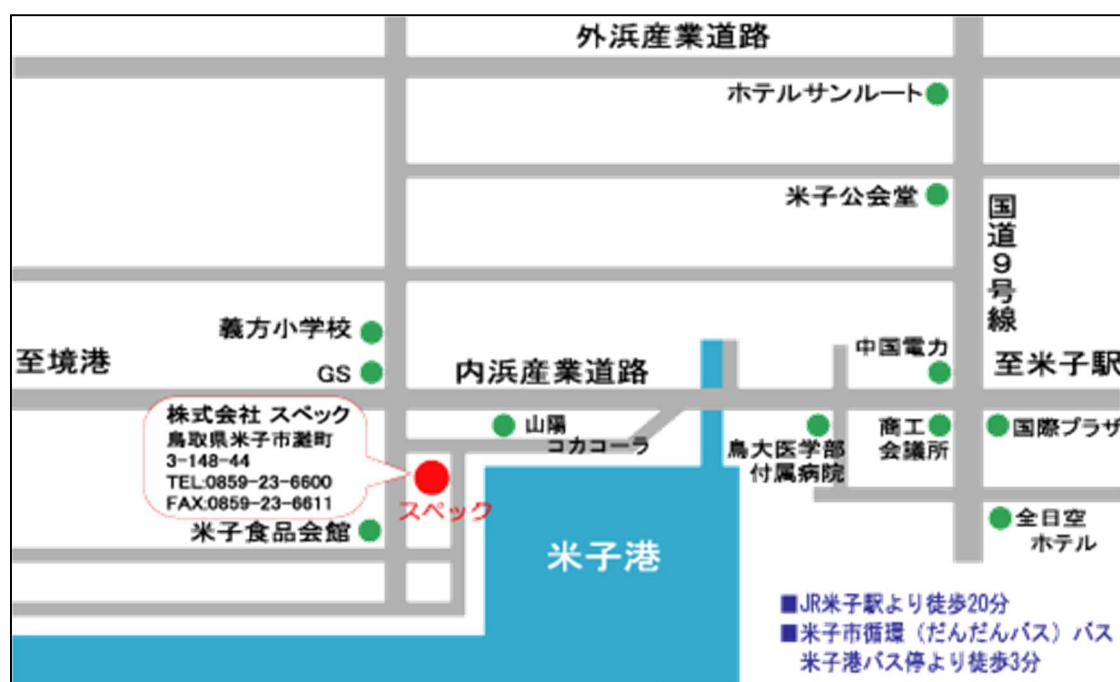 外浜産業道路
ホテルサンルート
米子公会堂
国道9号線
義方小学校
中国電力
至境港
GS
内浜産業道路
至米子駅
株式会社 スペック
鳥取県米子市灘町
3-148-44
TEL:0859-23-6600
FAX:0859-23-6611
山陽
コカコーラ
鳥大医学部
付属病院
商工
会議所
国際プラザ
スペック
米子食品会館
全日空
ホテル
米子港
■JR米子駅より徒歩20分
■米子市循環（だんだんバス）バス
米子港バス停より徒歩3分